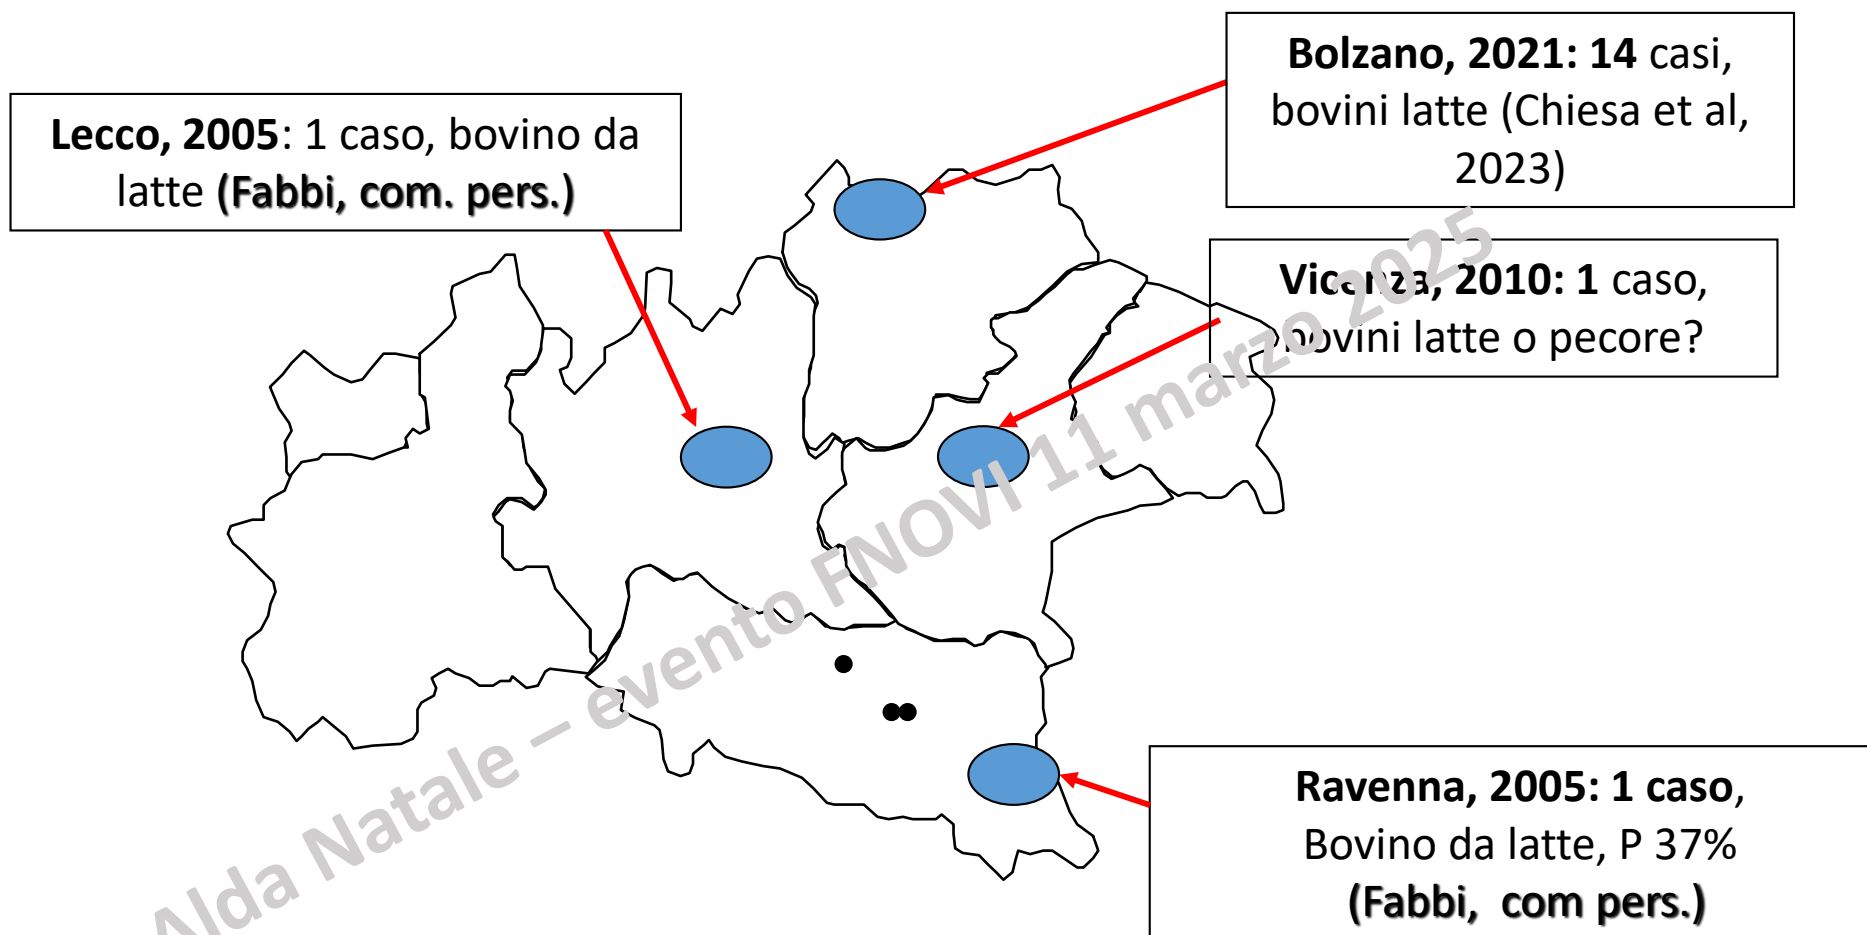 Bolzano, 2021: 14 casi,
bovini latte (Chiesa et al,
2023)
Lecco, 2005: 1 caso, bovino da
latte (Fabbi, com. pers.)
Vicenza, 2010: 1 caso,
bovini latte o pecore?
Ravenna, 2005: 1 caso,
Bovino da latte, P 37%
(Fabbi, com pers.)
Alda Natale – evento FNOVI 11 marzo 2025